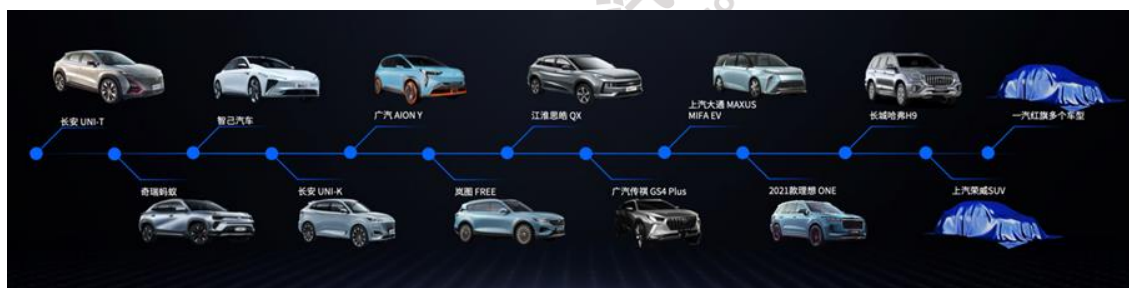 长安 UNI-T
智己汽车
广汽 AION Y
江淮思皓 QX
上汽大通 MAXUS
MIFA EV
长城哈弗H9
一汽红旗多个车型
奇瑞蚂蚁
长安 UNI-K
岚图 FREE
广汽传祺 GS4 Plus
2021款理想 ONE
上汽荣威SUV